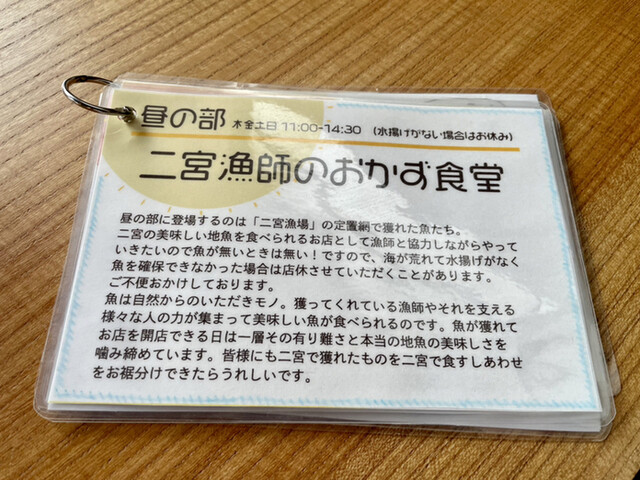 昼の部 木金土日 11:00-14:30 (水揚げがない場合はお休み)
二宮漁師のおかず食堂
昼の部に登場するのは「二宮漁場」の定置網で獲れた魚たち。
二宮の美味しい地魚を食べられるお店として漁師と協力しながらやって
いきたいので魚が無いときは無い！ですので、海が荒れて水揚げがなく
魚を確保できなかった場合は店休させていただくことがあります。
ご不便おかけしております。
魚は自然からのいただきモノ。獲ってくれている漁師やそれを支える
様々な人の力が集まって美味しい魚が食べられるのです。魚が獲れて
お店を開店できる日は一層その有り難さと本当の地魚の美味しさを
噛み締めています。皆様にも二宮で獲れたものを二宮で食すしあわせ
をお裾分けできたらうれしいです。